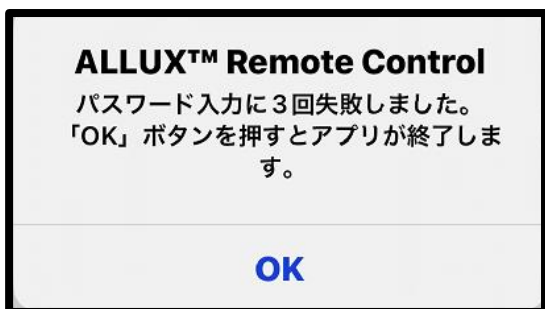 ALLUX™ Remote Control
パスワード入力に3回失敗しました。
「OK」ボタンを押すとアプリが終了しま
す。
OK